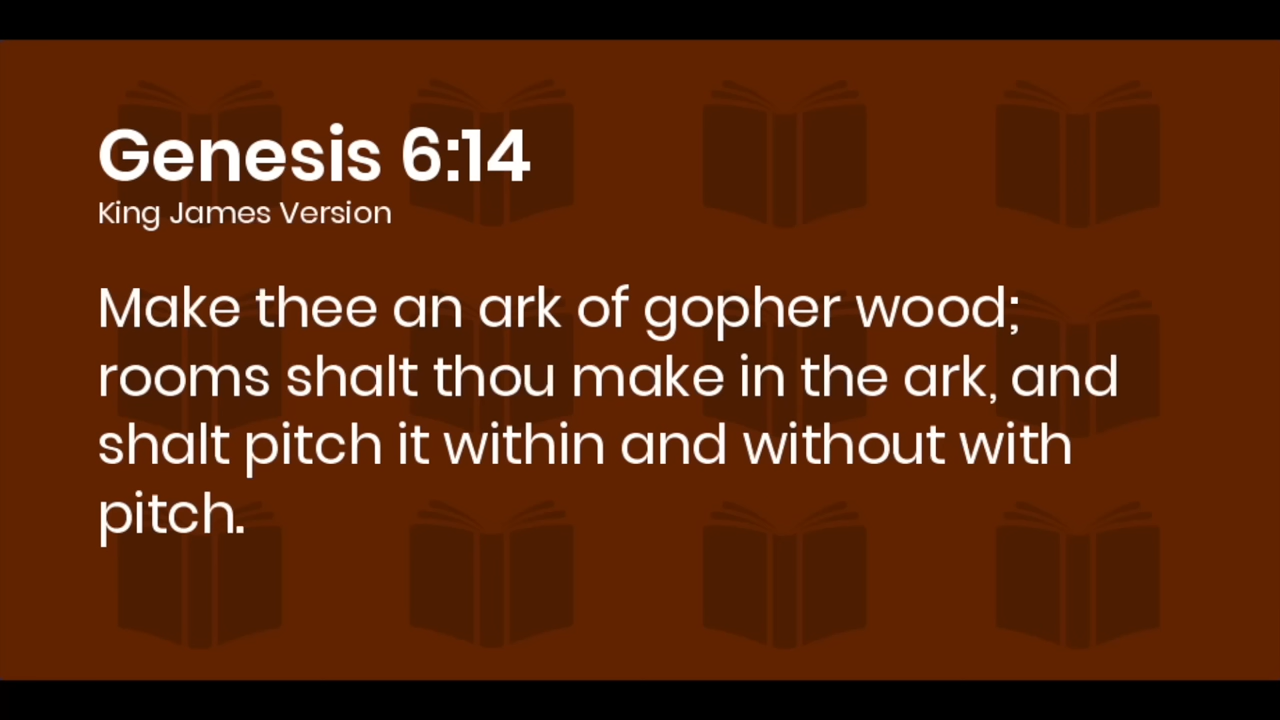 Genesis 6:14
King James Version
Make thee an ark of gopher wood;
rooms shalt thou make in the ark, and
shalt pitch it within and without with
pitch.